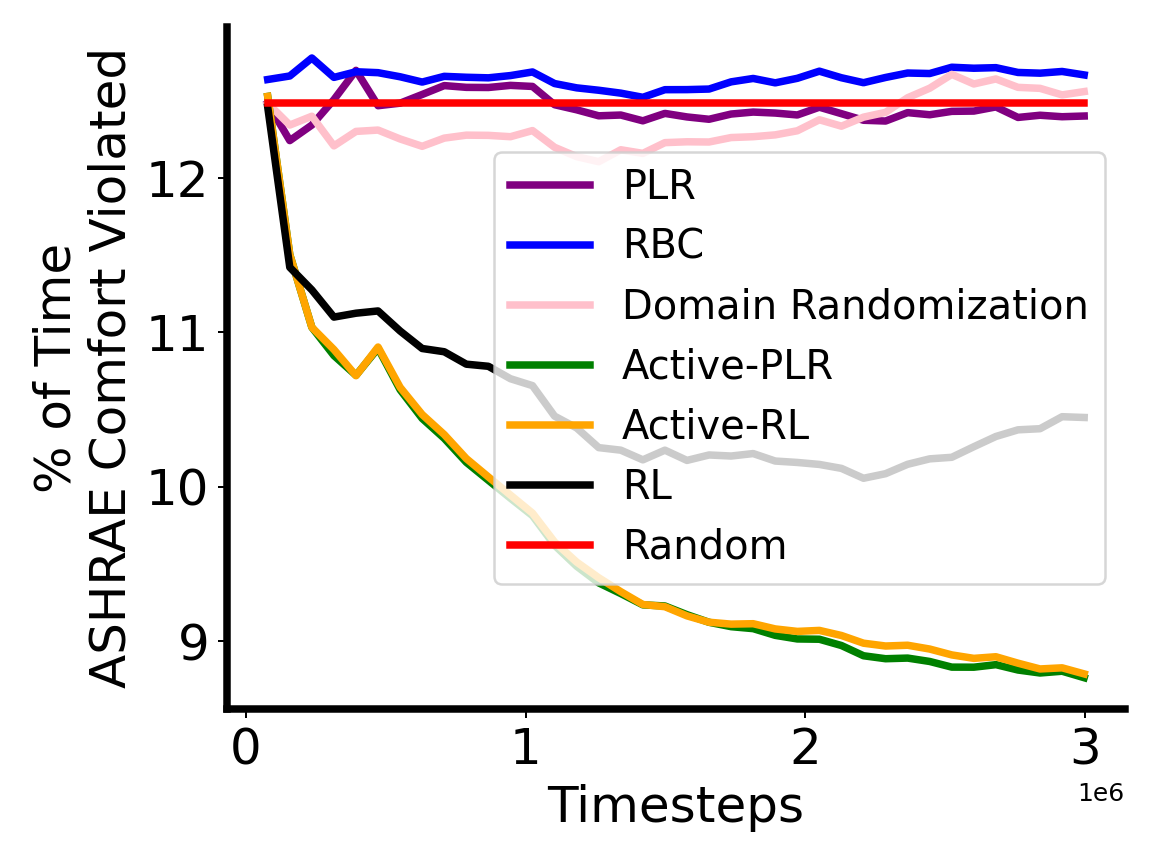 % of Time
ASHRAE Comfort Violated
12
11
10
9
PLR
RBC
Domain Randomization
Active-PLR
Active-RL
RL
Random
0
1
2
3
1e6
Timesteps